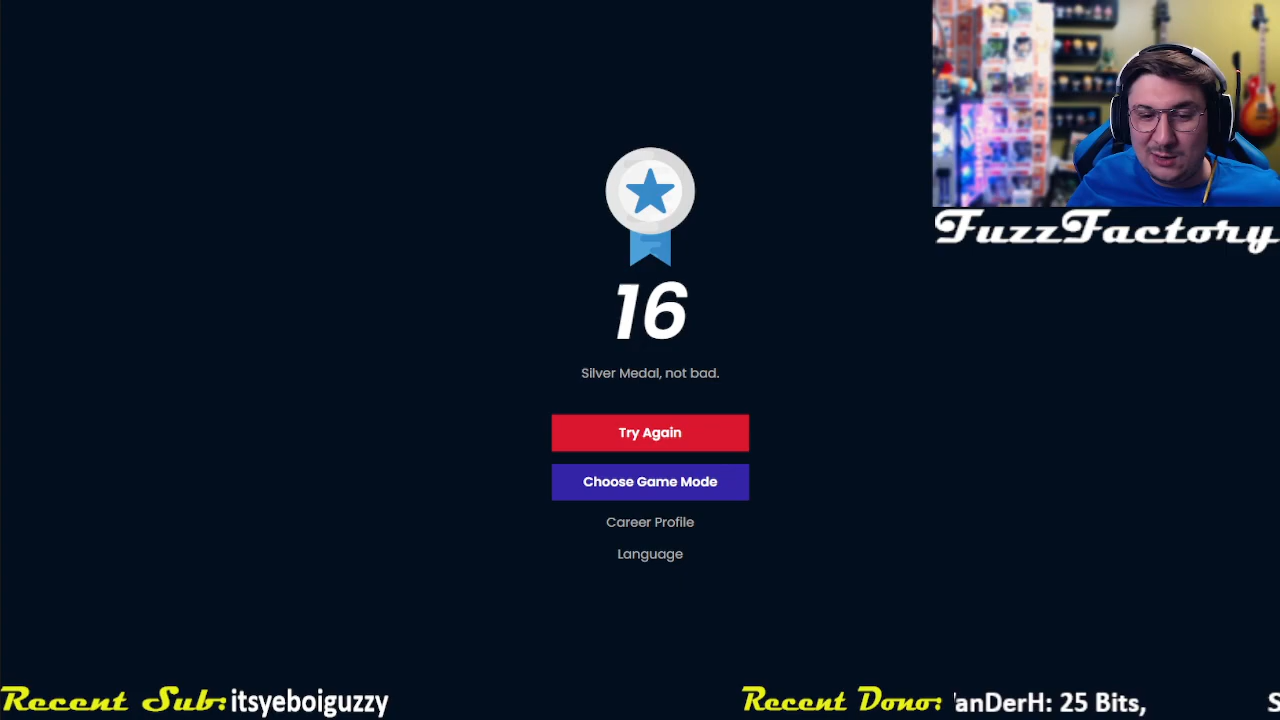 FuzzFactory
16
Silver Medal, not bad.
Try Again
Choose Game Mode
Career Profile
Language
Recent Sub: itsyeboiguzzy
Recent Dono: anDerH: 25 Bits,